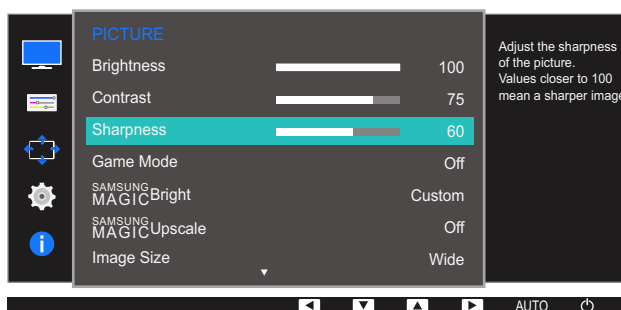 PICTURE
Brightness 100
Contrast 75
Sharpness 60
Game Mode Off
SAMSUNG MAGIC Bright Custom
SAMSUNG MAGIC Upscale Off
Image Size Wide
Adjust the sharpness
of the picture.
Values closer to 100
mean a sharper image
AUTO